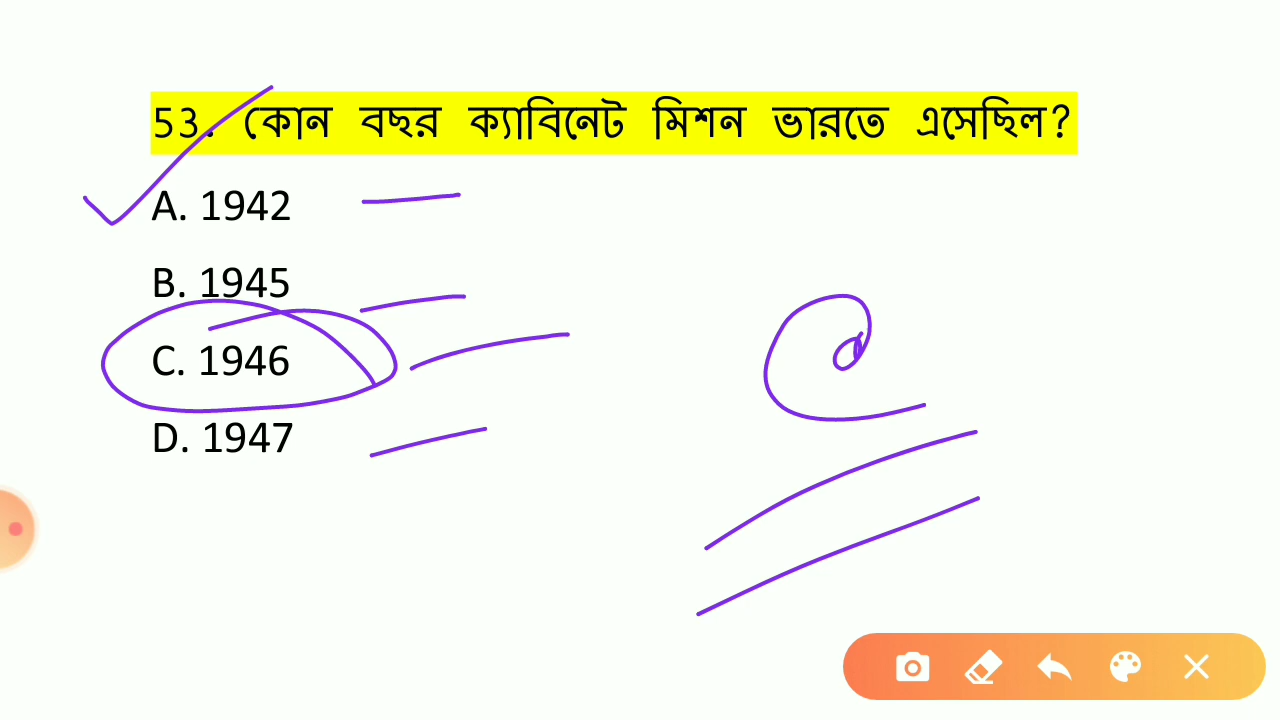 53. কোন বছর ক্যাবিনেট মিশন ভারতে এসেছিল?
A. 1942
B. 1945
C. 1946
D. 1947
C